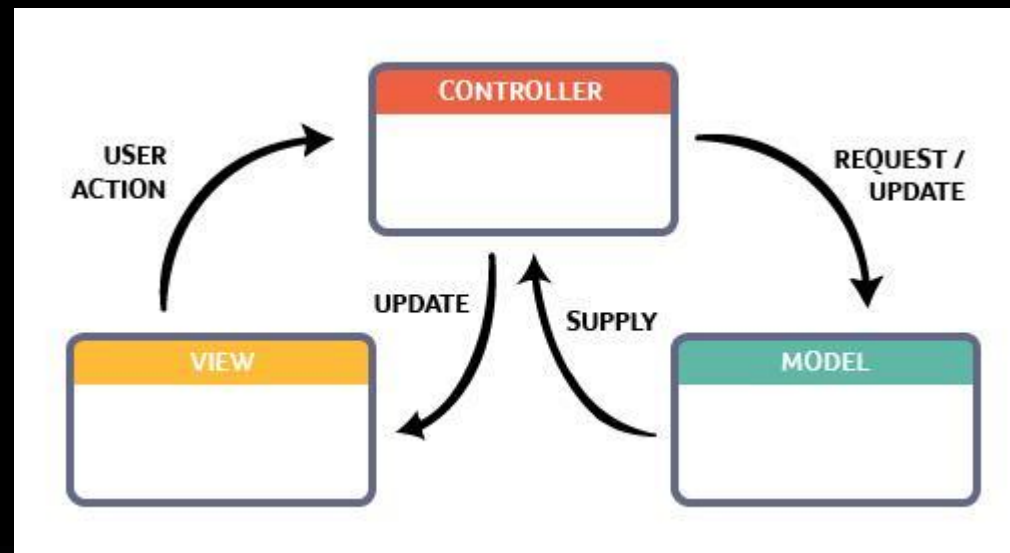 CONTROLLER
USER
ACTION
REQUEST /
UPDATE
UPDATE
SUPPLY
VIEW
MODEL